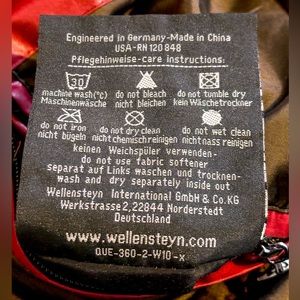 Engineered in Germany-Made in China
USA-RN 120848
Pflegehinweise-care instructions:
30
machine wash(°c) do not bleach do not tumble dry
Maschinenwäsche nicht bleichen kein Wäschetrockner
do not iron do not dry clean do not wet clean
nicht bügeln nicht chemischreinigen nicht nass reinigen
keinen Weichspüler verwenden-
do not use fabric softener
separat auf Links waschen und trocknen-
wash and dry separately inside out
Wellensteyn International GmbH & Co.KG
Werkstrasse 2, 22844 Norderstedt
Deutschland
www.wellensteyn.com
QUE-360-2-W10-x